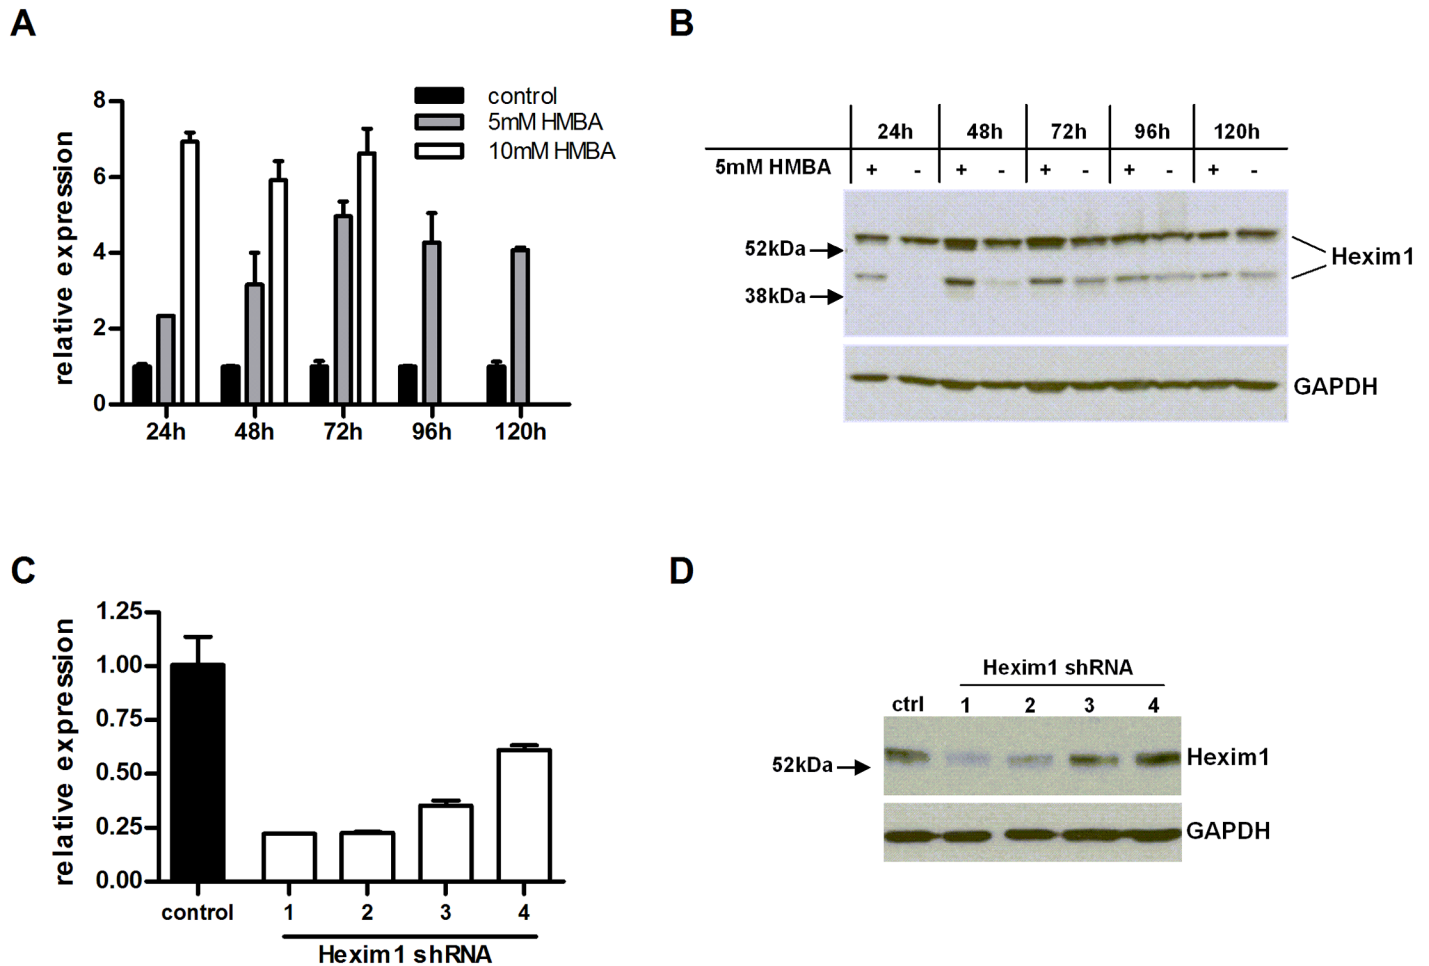 A
control
5mM HMBA
10mM HMBA
relative expression
8
6
4
2
0
24h 48h 72h 96h 120h
B
24h 48h 72h 96h 120h
5mM HMBA + - + - + - + - + -
52kDa
38kDa
Hexim1
GAPDH
C
relative expression
1.25
1.00
0.75
0.50
0.25
0.00
control 1 2 3 4
Hexim1 shRNA
D
Hexim1 shRNA
ctrl 1 2 3 4
52kDa
Hexim1
GAPDH